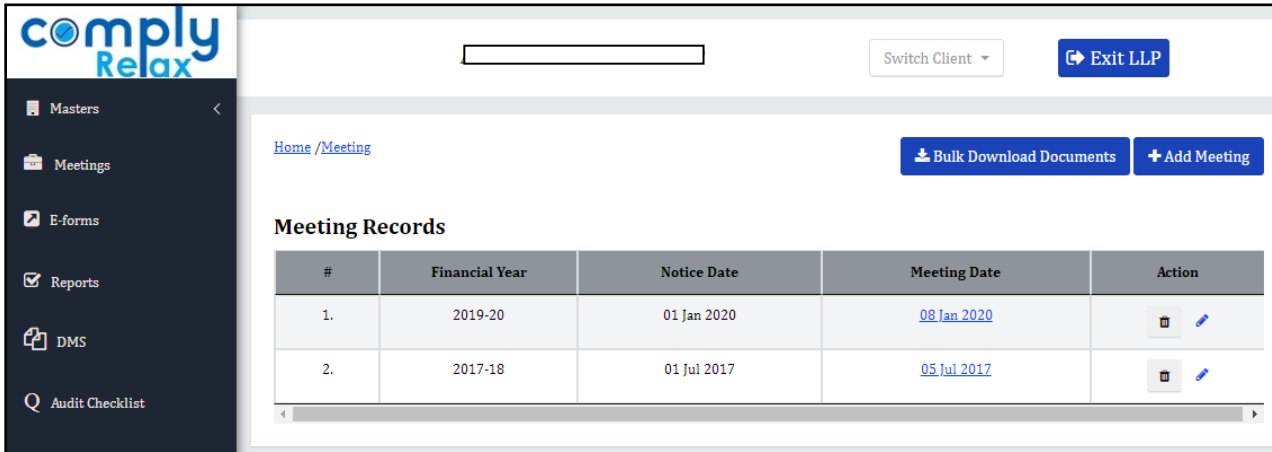 comply
Relax
Switch Client
Exit LLP
Masters
Meetings
E-forms
Reports
DMS
Q Audit Checklist
Home /Meeting
Bulk Download Documents
+ Add Meeting
Meeting Records
# Financial Year Notice Date Meeting Date Action
1. 2019-20 01 Jan 2020 08 Jan 2020
2. 2017-18 01 Jul 2017 05 Jul 2017